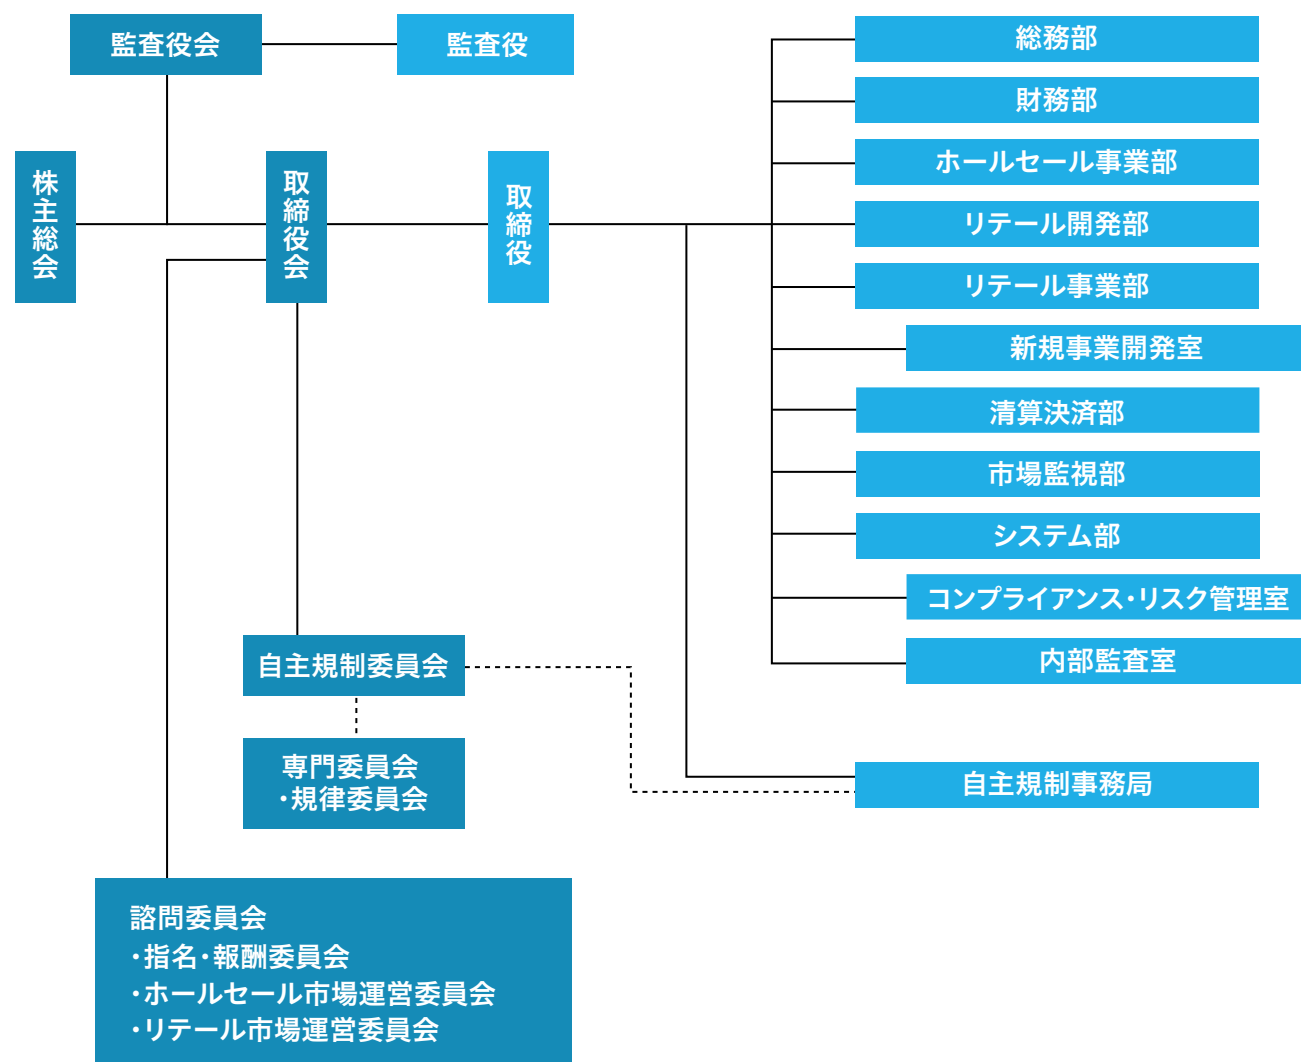 監査役会
監査役
株主総会
取締役会
取締役
総務部
財務部
ホールセール事業部
リテール開発部
リテール事業部
新規事業開発室
清算決済部
市場監視部
システム部
コンプライアンス・リスク管理室
内部監査室
自主規制委員会
専門委員会
・規律委員会
自主規制事務局
諮問委員会
・指名・報酬委員会
・ホールセール市場運営委員会
・リテール市場運営委員会